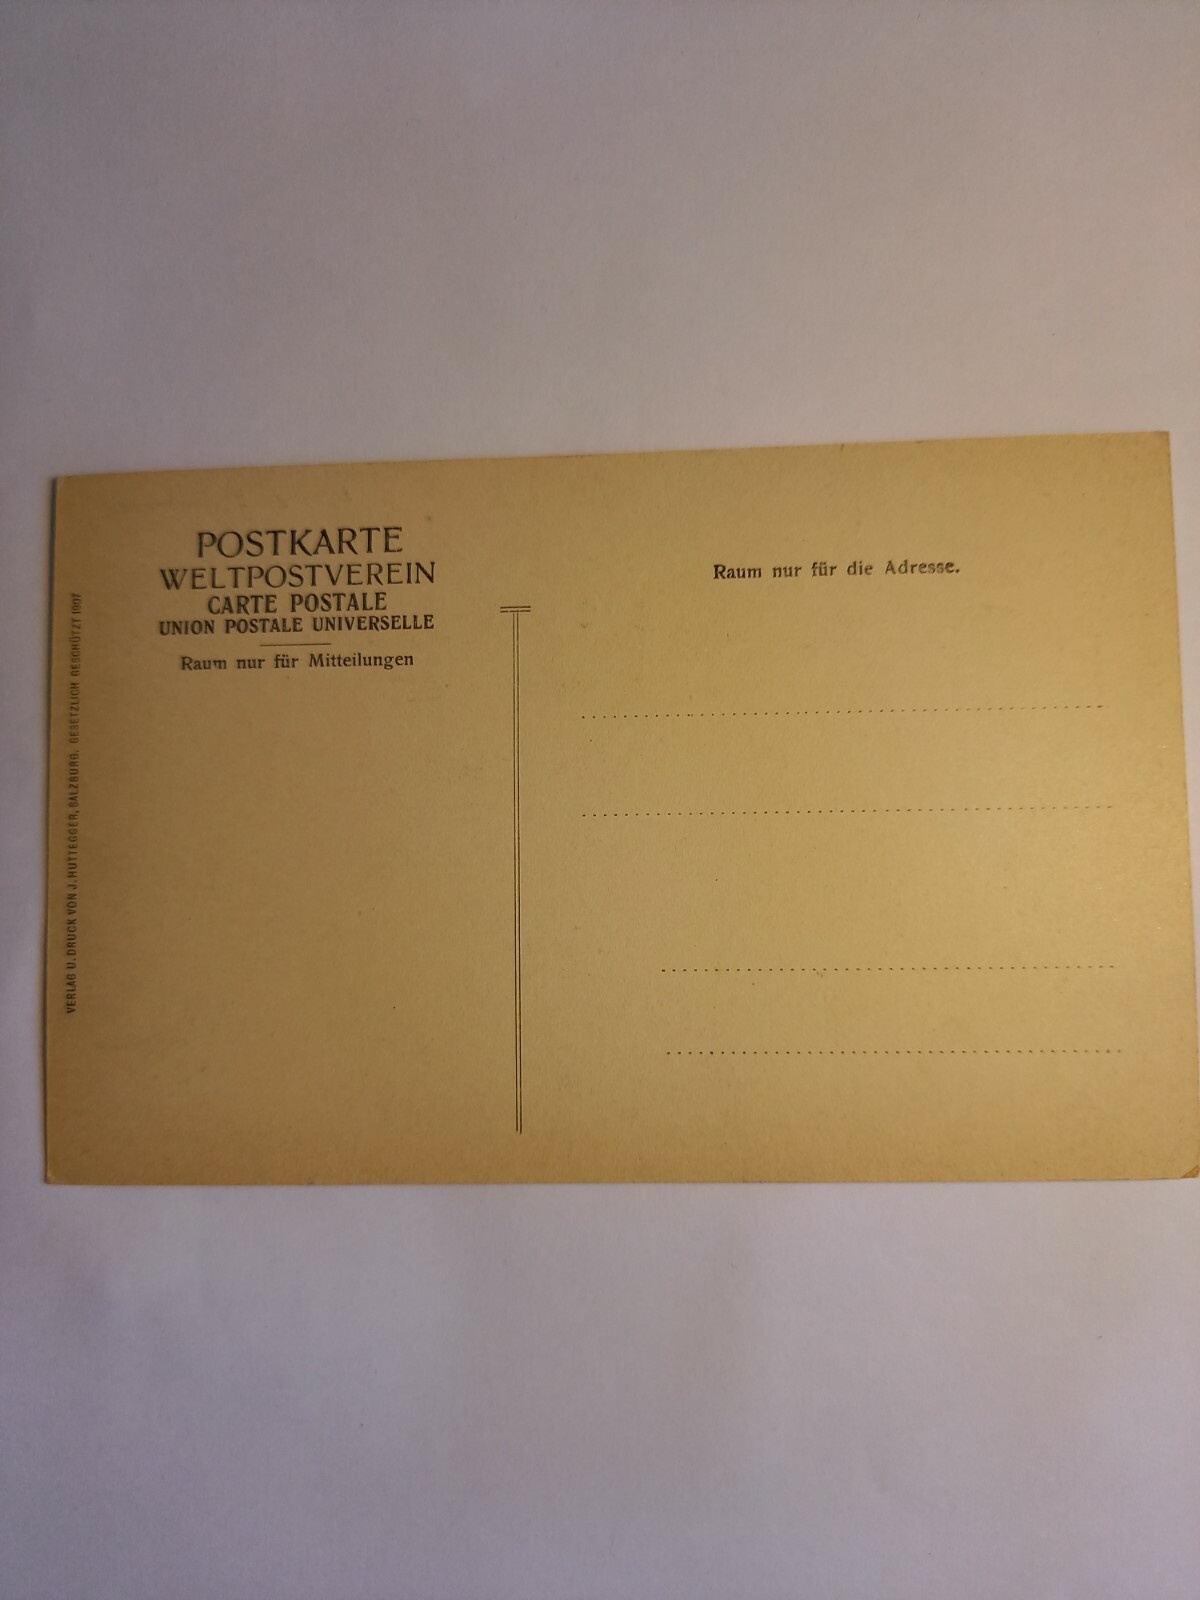 POSTKARTE
WELTPOSTVEREIN
CARTE POSTALE
UNION POSTALE UNIVERSELLE
Raum nur für Mitteilungen
Raum nur für die Adresse.
VERLAG U. DRUCK VON J. HUTTEGGER, SALZBURG. GESETZLICH GESCHÜTZT 1907